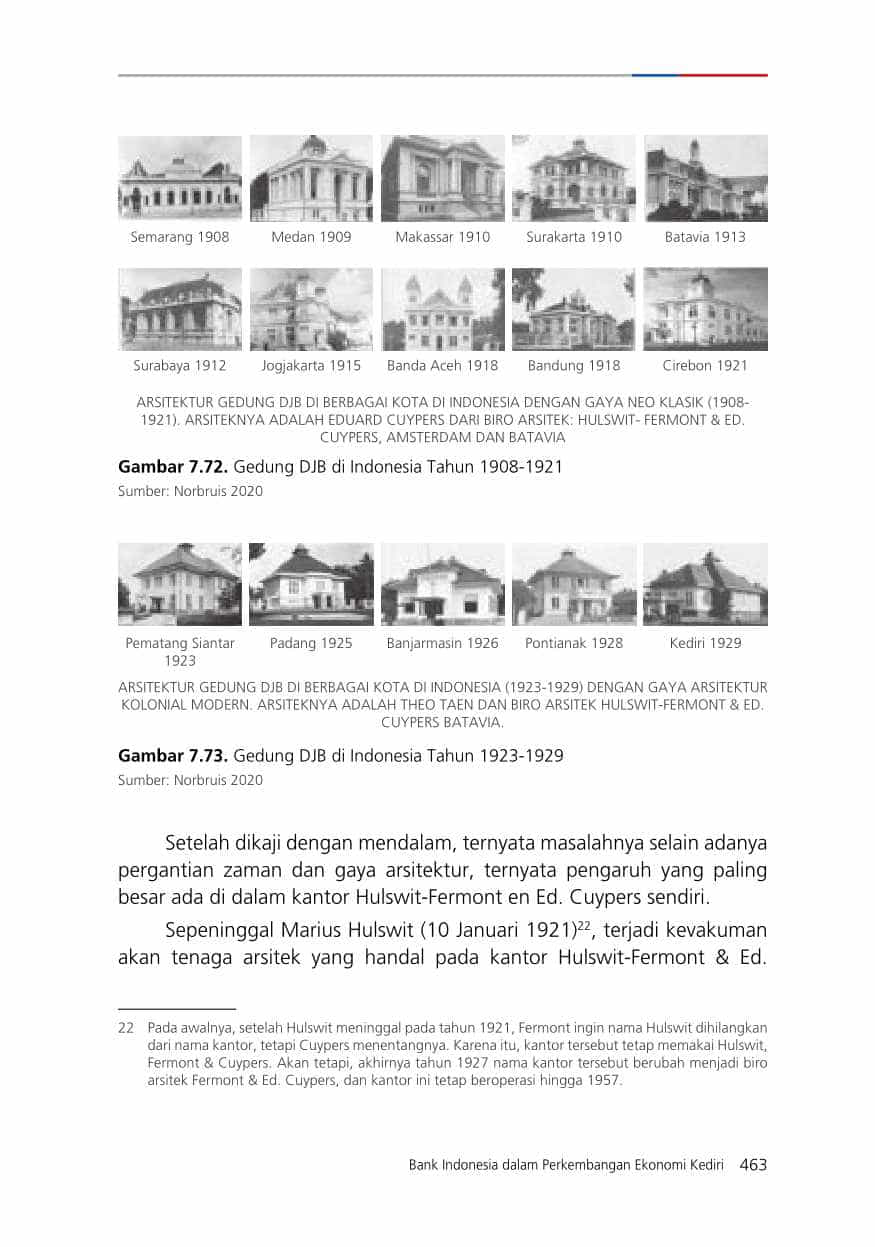 Semarang 1908
Medan 1909
Makassar 1910
Surakarta 1910
Batavia 1913
Surabaya 1912
Jogjakarta 1915
Banda Aceh 1918
Bandung 1918
Cirebon 1921
ARSITEKTUR GEDUNG DJB DI BERBAGAI KOTA DI INDONESIA DENGAN GAYA NEO KLASIK (1908-
1921). ARSITEKNYA ADALAH EDUARD CUYPERS DARI BIRO ARSITEK: HULSWIT- FERMONT & ED.
CUYPERS, AMSTERDAM DAN BATAVIA
Gambar 7.72. Gedung DJB di Indonesia Tahun 1908-1921
Sumber: Norbruis 2020
Pematang Siantar
1923
Padang 1925
Banjarmasin 1926
Pontianak 1928
Kediri 1929
ARSITEKTUR GEDUNG DJB DI BERBAGAI KOTA DI INDONESIA (1923-1929) DENGAN GAYA ARSITEKTUR
KOLONIAL MODERN. ARSITEKNYA ADALAH THEO TAEN DAN BIRO ARSITEK HULSWIT-FERMONT & ED.
CUYPERS BATAVIA.
Gambar 7.73. Gedung DJB di Indonesia Tahun 1923-1929
Sumber: Norbruis 2020
Setelah dikaji dengan mendalam, ternyata masalahnya selain adanya
pergantian zaman dan gaya arsitektur, ternyata pengaruh yang paling
besar ada di dalam kantor Hulswit-Fermont en Ed. Cuypers sendiri.
Sepeninggal Marius Hulswit (10 Januari 1921)22, terjadi kevakuman
akan tenaga arsitek yang handal pada kantor Hulswit-Fermont & Ed.
22 Pada awalnya, setelah Hulswit meninggal pada tahun 1921, Fermont ingin nama Hulswit dihilangkan
dari nama kantor, tetapi Cuypers menentangnya. Karena itu, kantor tersebut tetap memakai Hulswit,
Fermont & Cuypers. Akan tetapi, akhirnya tahun 1927 nama kantor tersebut berubah menjadi biro
arsitek Fermont & Ed. Cuypers, dan kantor ini tetap beroperasi hingga 1957.
Bank Indonesia dalam Perkembangan Ekonomi Kediri 463